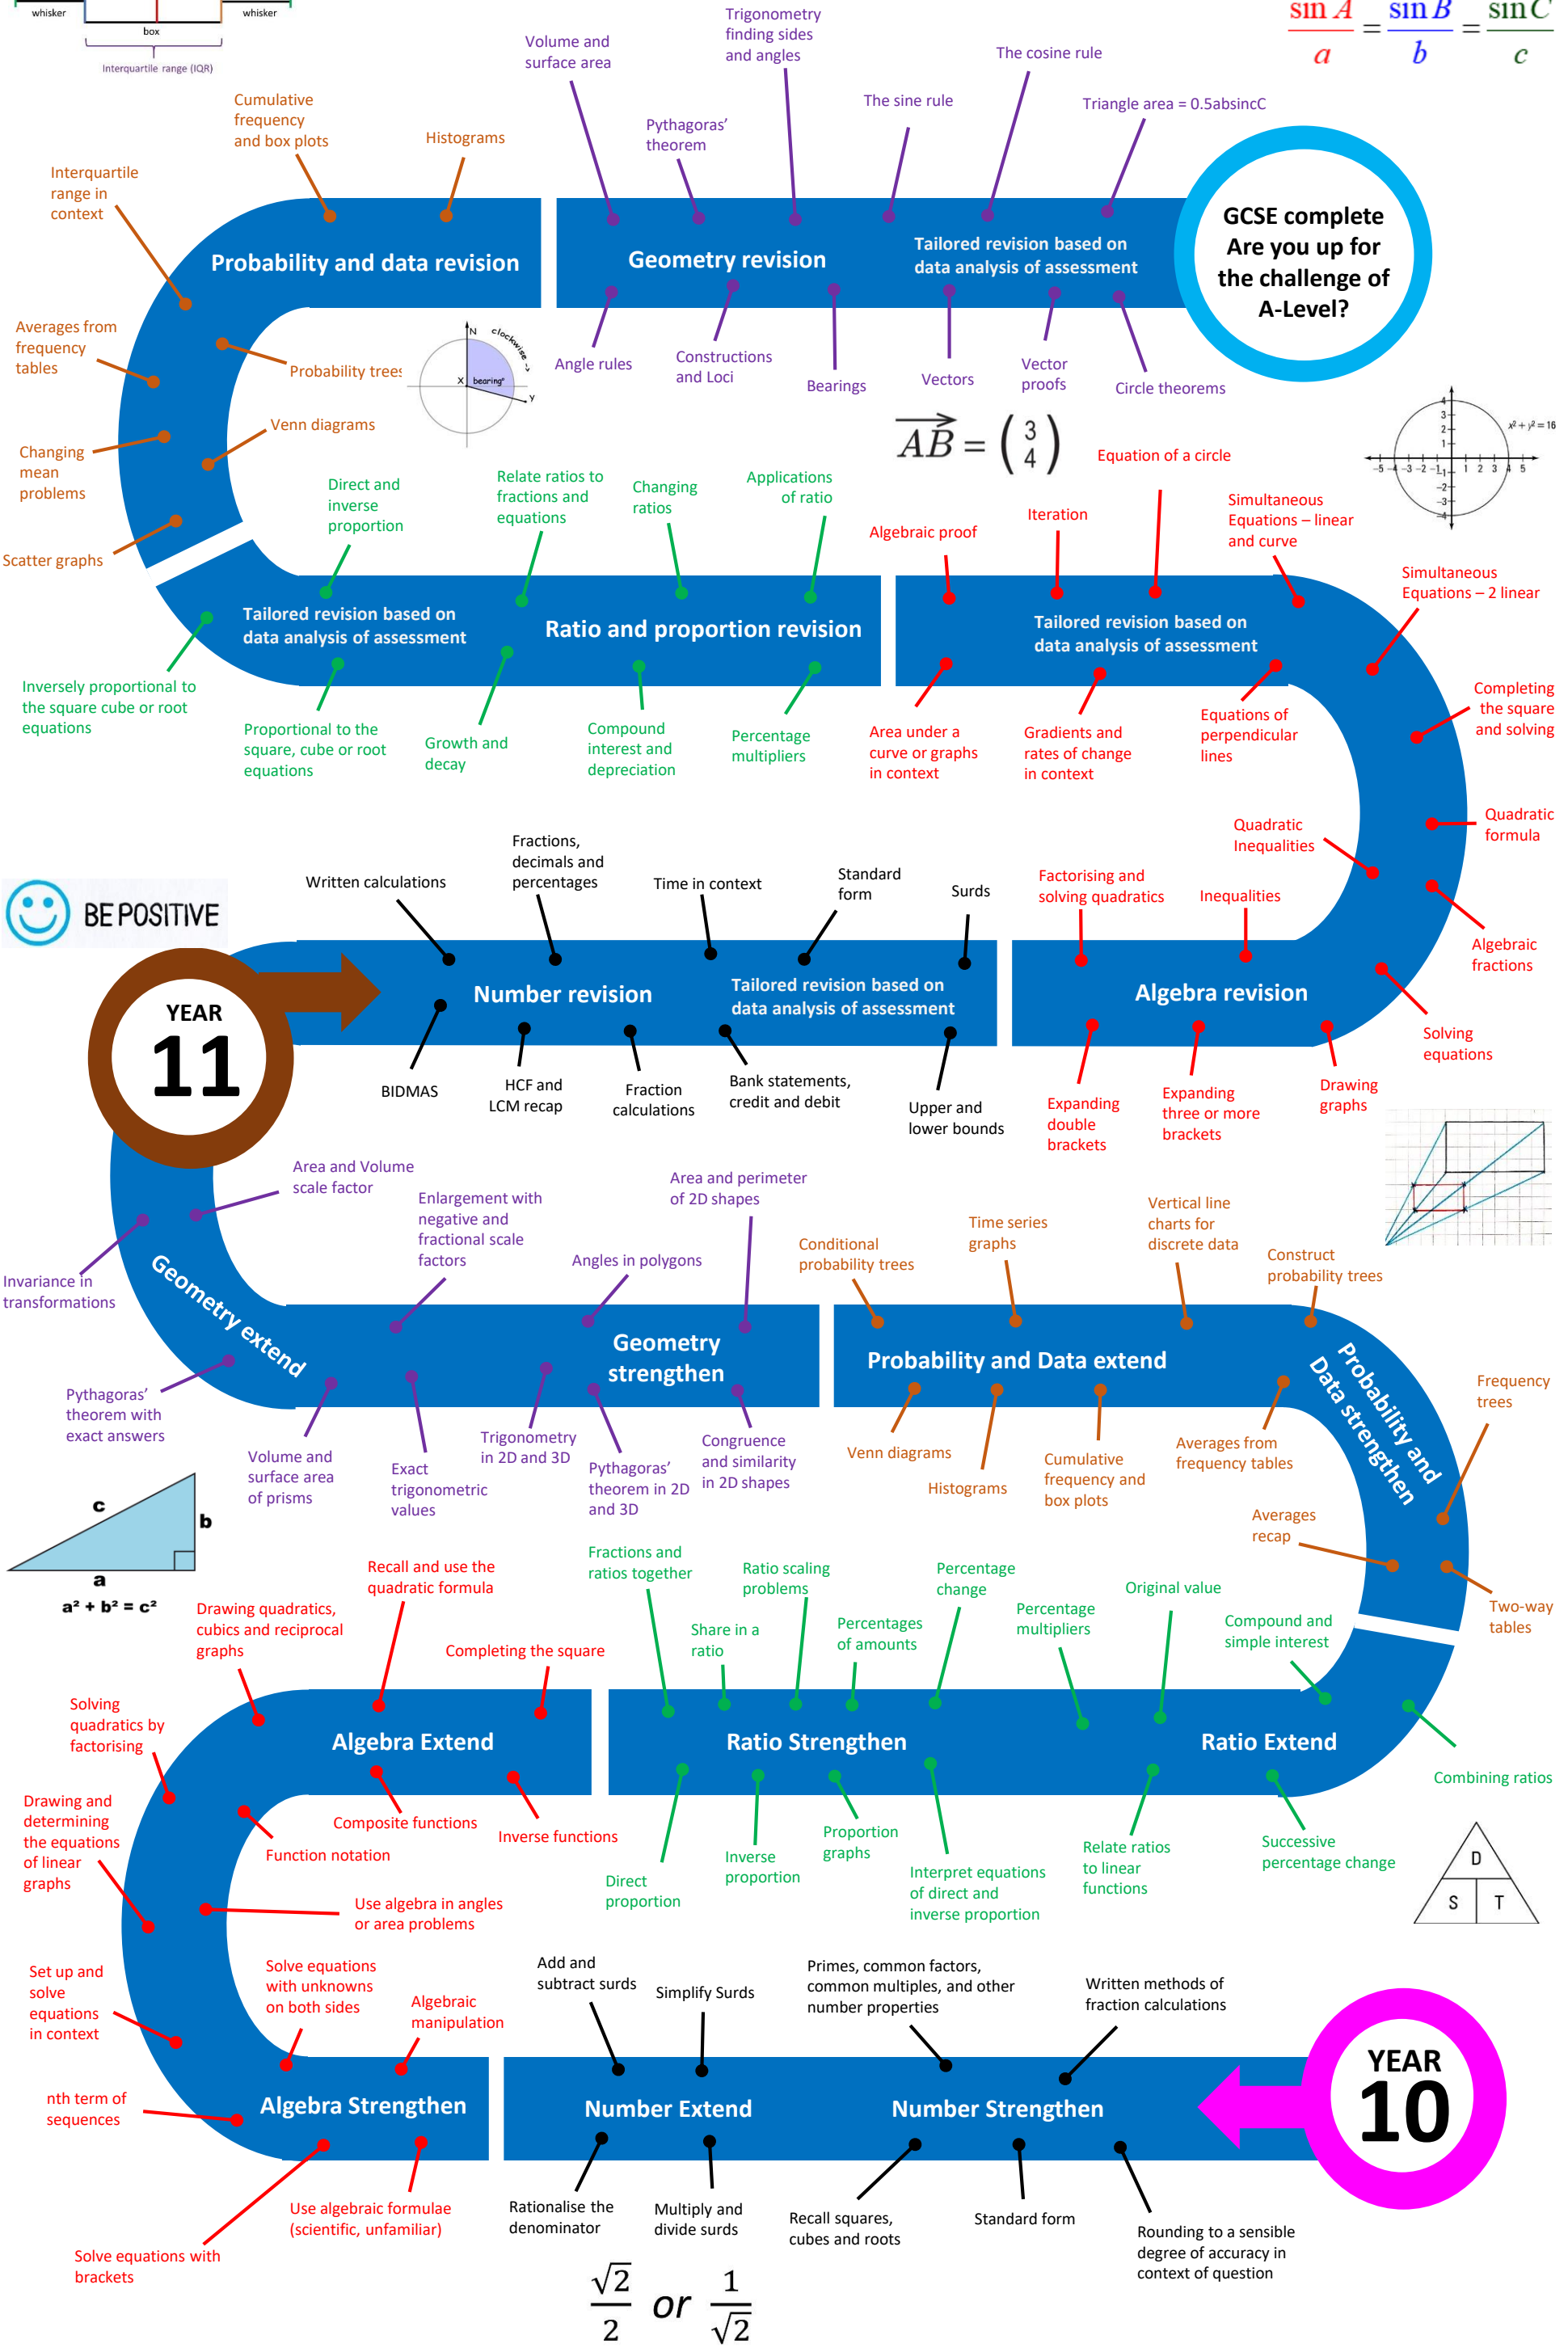 whisker
whisker
box
Interquartile range (IQR)
sin A / a = sin B / b = sin C / c
Trigonometry
finding sides
and angles
Volume and
surface area
The cosine rule
Cumulative
frequency
and box plots
The sine rule
Triangle area = 0.5absinC
Pythagoras’
theorem
Histograms
Interquartile
range in
context
GCSE complete
Are you up for
the challenge of
A-Level?
Probability and data revision
Geometry revision
Tailored revision based on
data analysis of assessment
Averages from
frequency
tables
Probability trees
N
clockwise
X
bearing°
y
Angle rules
Constructions
and Loci
Bearings
Vectors
Vector
proofs
Circle theorems
Changing
mean
problems
Venn diagrams
AB = (3 4)
x² + y² = 16
4
3
2
1
-5 -4 -3 -2 -1
1 2 3 4 5
-1
-2
-3
-4
Scatter graphs
Direct and
inverse
proportion
Relate ratios to
fractions and
equations
Changing
ratios
Applications
of ratio
Equation of a circle
Algebraic proof
Iteration
Simultaneous
Equations – linear
and curve
Simultaneous
Equations – 2 linear
Tailored revision based on
data analysis of assessment
Ratio and proportion revision
Tailored revision based on
data analysis of assessment
Inversely proportional to
the square cube or root
equations
Proportional to the
square, cube or root
equations
Growth and
decay
Compound
interest and
depreciation
Percentage
multipliers
Area under a
curve or graphs
in context
Gradients and
rates of change
in context
Equations of
perpendicular
lines
Completing
the square
and solving
Quadratic
formula
Quadratic
Inequalities
Algebraic
fractions
BE POSITIVE
Written calculations
Fractions,
decimals and
percentages
Time in context
Standard
form
Surds
Factorising and
solving quadratics
Inequalities
YEAR
11
Number revision
Tailored revision based on
data analysis of assessment
Algebra revision
Solving
equations
BIDMAS
HCF and
LCM recap
Fraction
calculations
Bank statements,
credit and debit
Upper and
lower bounds
Expanding
double
brackets
Expanding
three or more
brackets
Drawing
graphs
Area and Volume
scale factor
Enlargement with
negative and
fractional scale
factors
Area and perimeter
of 2D shapes
Angles in polygons
Conditional
probability trees
Time series
graphs
Vertical line
charts for
discrete data
Construct
probability trees
Invariance in
transformations
Geometry extend
Geometry
strengthen
Probability and Data extend
Probability and
Data strengthen
Frequency
trees
Pythagoras’
theorem with
exact answers
Volume and
surface area
of prisms
Exact
trigonometric
values
Trigonometry
in 2D and 3D
Pythagoras’
theorem in 2D
and 3D
Congruence
and similarity
in 2D shapes
Venn diagrams
Histograms
Cumulative
frequency and
box plots
Averages from
frequency tables
Averages
recap
Two-way
tables
c
b
a
a² + b² = c²
Recall and use the
quadratic formula
Drawing quadratics,
cubics and reciprocal
graphs
Completing the square
Fractions and
ratios together
Ratio scaling
problems
Percentage
change
Share in a
ratio
Percentages
of amounts
Percentage
multipliers
Original value
Compound and
simple interest
Solving
quadratics by
factorising
Algebra Extend
Ratio Strengthen
Ratio Extend
Combining ratios
Drawing and
determining
the equations
of linear
graphs
Composite functions
Function notation
Inverse functions
Direct
proportion
Inverse
proportion
Proportion
graphs
Interpret equations
of direct and
inverse proportion
Relate ratios
to linear
functions
Successive
percentage change
D
S
T
Use algebra in angles
or area problems
Set up and
solve
equations
in context
Solve equations
with unknowns
on both sides
Algebraic
manipulation
Add and
subtract surds
Simplify Surds
Primes, common factors,
common multiples, and other
number properties
Written methods of
fraction calculations
YEAR
10
nth term of
sequences
Algebra Strengthen
Number Extend
Number Strengthen
Use algebraic formulae
(scientific, unfamiliar)
Solve equations with
brackets
Rationalise the
denominator
Multiply and
divide surds
Recall squares,
cubes and roots
Standard form
Rounding to a sensible
degree of accuracy in
context of question
√2 / 2 or 1 / √2